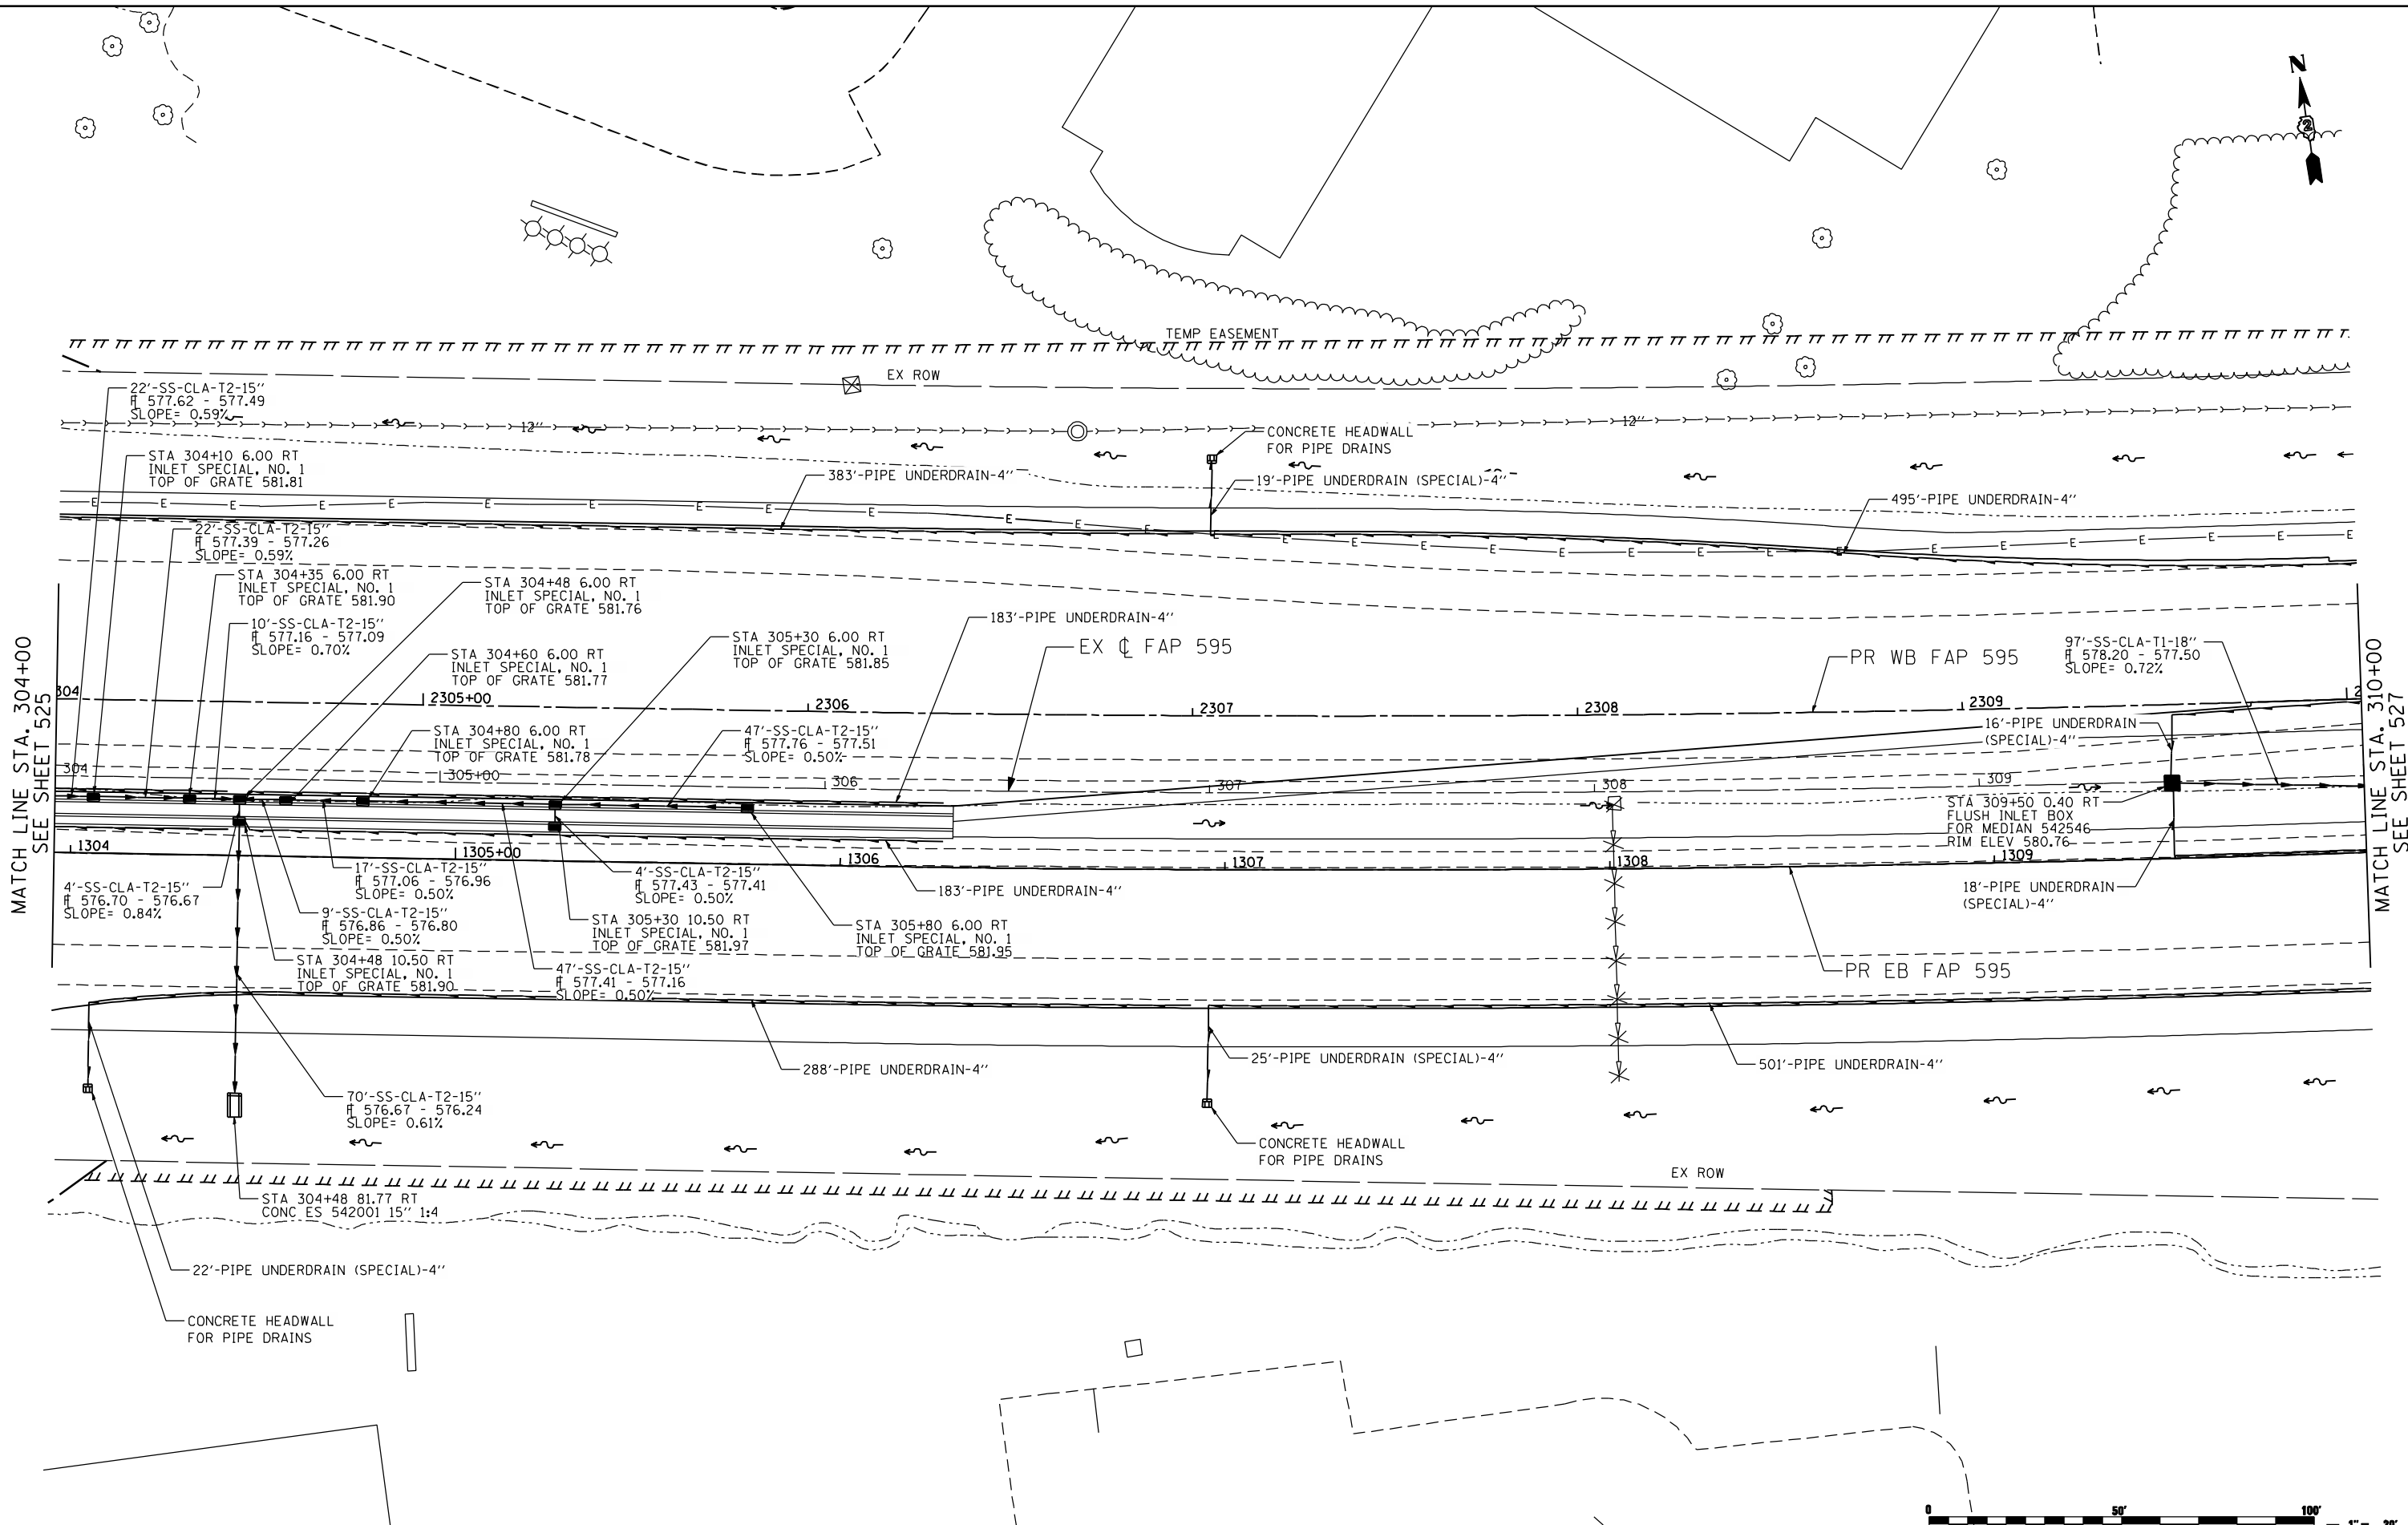 N
2
TEMP EASEMENT
EX ROW
22'-SS-CLA-T2-15"
577.62 - 577.49
SLOPE= 0.59%
12"
12"
CONCRETE HEADWALL
FOR PIPE DRAINS
STA 304+10 6.00 RT
INLET SPECIAL, NO. 1
TOP OF GRATE 581.81
383'-PIPE UNDERDRAIN-4"
19'-PIPE UNDERDRAIN (SPECIAL)-4"
495'-PIPE UNDERDRAIN-4"
E E E E E E E E E E E E E E E E E E E E E E E E E E E
22'-SS-CLA-T2-15"
577.39 - 577.26
SLOPE= 0.59%
STA 304+35 6.00 RT
INLET SPECIAL, NO. 1
TOP OF GRATE 581.90
STA 304+48 6.00 RT
INLET SPECIAL, NO. 1
TOP OF GRATE 581.76
10'-SS-CLA-T2-15"
577.16 - 577.09
SLOPE= 0.70%
183'-PIPE UNDERDRAIN-4"
STA 305+30 6.00 RT
INLET SPECIAL, NO. 1
TOP OF GRATE 581.85
EX ℄ FAP 595
STA 304+60 6.00 RT
INLET SPECIAL, NO. 1
TOP OF GRATE 581.77
PR WB FAP 595
97'-SS-CLA-T1-18"
578.20 - 577.50
SLOPE= 0.72%
MATCH LINE STA. 304+00
SEE SHEET 525
MATCH LINE STA. 310+00
SEE SHEET 527
304
2305+00
2306
2307
2308
2309
2
STA 304+80 6.00 RT
INLET SPECIAL, NO. 1
TOP OF GRATE 581.78
47'-SS-CLA-T2-15"
577.76 - 577.51
SLOPE= 0.50%
16'-PIPE UNDERDRAIN
(SPECIAL)-4"
304
305+00
306
307
308
309
STA 309+50 0.40 RT
FLUSH INLET BOX
FOR MEDIAN 542546
RIM ELEV 580.76
1304
1305+00
1306
1307
1308
1309
4'-SS-CLA-T2-15"
576.70 - 576.67
SLOPE= 0.84%
17'-SS-CLA-T2-15"
577.06 - 576.96
SLOPE= 0.50%
4'-SS-CLA-T2-15"
577.43 - 577.41
SLOPE= 0.50%
183'-PIPE UNDERDRAIN-4"
18'-PIPE UNDERDRAIN
(SPECIAL)-4"
9'-SS-CLA-T2-15"
576.86 - 576.80
SLOPE= 0.50%
STA 305+30 10.50 RT
INLET SPECIAL, NO. 1
TOP OF GRATE 581.97
STA 305+80 6.00 RT
INLET SPECIAL, NO. 1
TOP OF GRATE 581.95
STA 304+48 10.50 RT
INLET SPECIAL, NO. 1
TOP OF GRATE 581.90
47'-SS-CLA-T2-15"
577.41 - 577.16
SLOPE= 0.50%
PR EB FAP 595
288'-PIPE UNDERDRAIN-4"
25'-PIPE UNDERDRAIN (SPECIAL)-4"
501'-PIPE UNDERDRAIN-4"
70'-SS-CLA-T2-15"
576.67 - 576.24
SLOPE= 0.61%
CONCRETE HEADWALL
FOR PIPE DRAINS
EX ROW
STA 304+48 81.77 RT
CONC ES 542001 15" 1:4
22'-PIPE UNDERDRAIN (SPECIAL)-4"
CONCRETE HEADWALL
FOR PIPE DRAINS
0 50' 100'